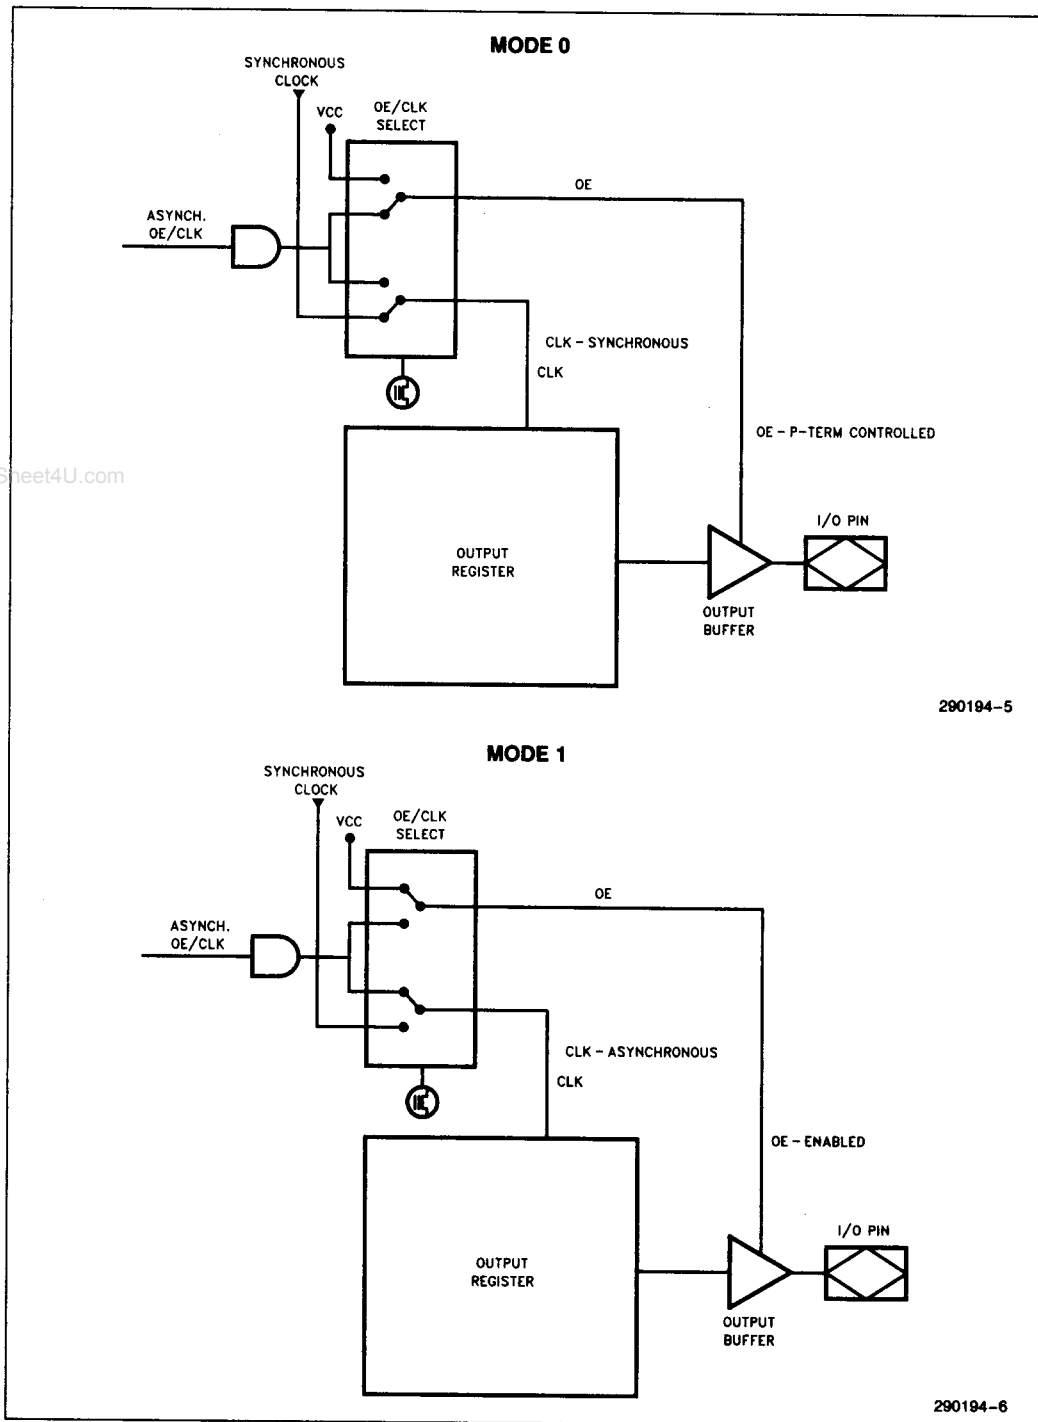 MODE 0
SYNCHRONOUS
CLOCK
VCC
OE/CLK
SELECT
OE
ASYNCH.
OE/CLK
CLK – SYNCHRONOUS
CLK
OE – P–TERM CONTROLLED
Sheet4U.com
I/O PIN
OUTPUT
REGISTER
OUTPUT
BUFFER
290194–5
MODE 1
SYNCHRONOUS
CLOCK
VCC
OE/CLK
SELECT
OE
ASYNCH.
OE/CLK
CLK – ASYNCHRONOUS
CLK
OE – ENABLED
I/O PIN
OUTPUT
REGISTER
OUTPUT
BUFFER
290194–6